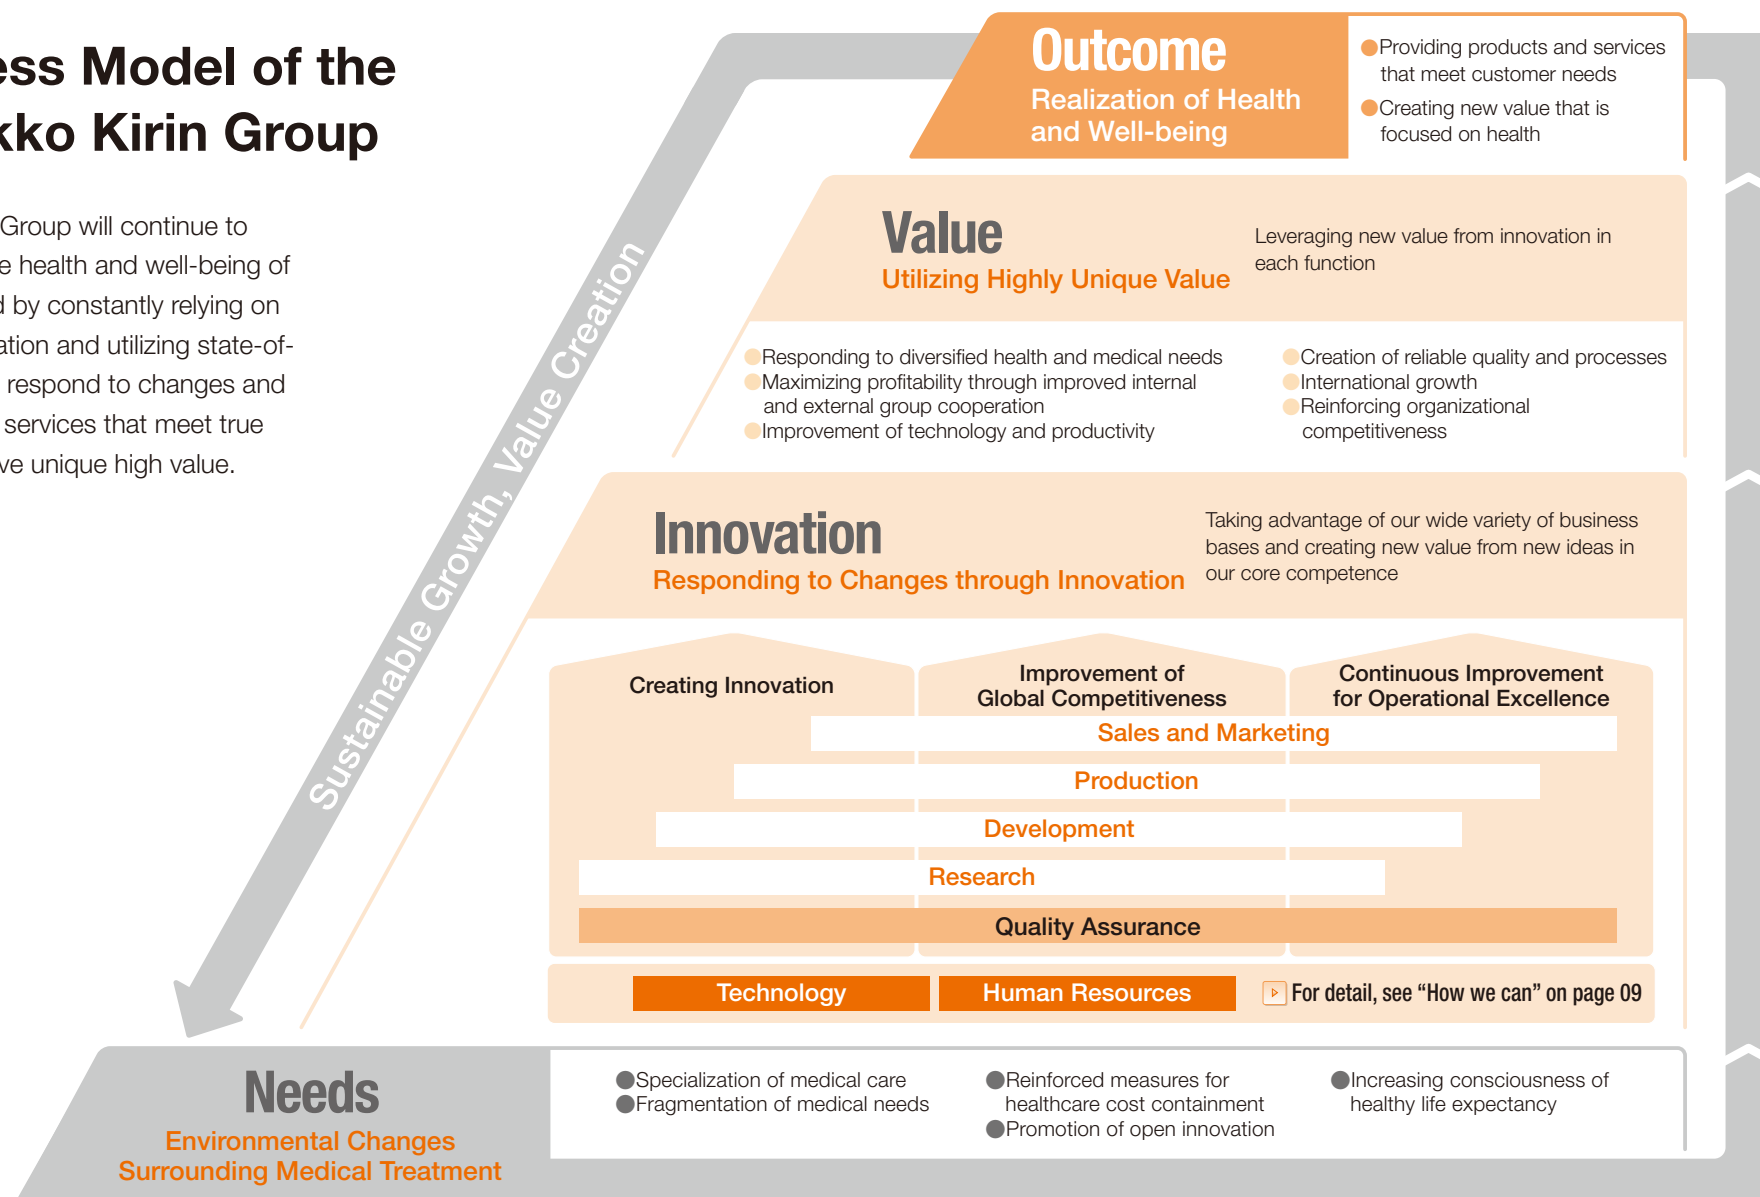 ess Model of the
kko Kirin Group
Group will continue to
e health and well-being of
d by constantly relying on
ation and utilizing state-of-
respond to changes and
services that meet true
ve unique high value.
Sustainable Growth, Value Creation
Outcome
Realization of Health
and Well-being
●Providing products and services
that meet customer needs
●Creating new value that is
focused on health
Value
Utilizing Highly Unique Value
Leveraging new value from innovation in
each function
●Responding to diversified health and medical needs
●Maximizing profitability through improved internal
and external group cooperation
●Improvement of technology and productivity
●Creation of reliable quality and processes
●International growth
●Reinforcing organizational
competitiveness
Innovation
Responding to Changes through Innovation
Taking advantage of our wide variety of business
bases and creating new value from new ideas in
our core competence
Creating Innovation
Improvement of
Global Competitiveness
Continuous Improvement
for Operational Excellence
Sales and Marketing
Production
Development
Research
Quality Assurance
Technology
Human Resources
For detail, see “How we can” on page 09
Needs
Environmental Changes
Surrounding Medical Treatment
●Specialization of medical care
●Fragmentation of medical needs
●Reinforced measures for
healthcare cost containment
●Promotion of open innovation
●Increasing consciousness of
healthy life expectancy